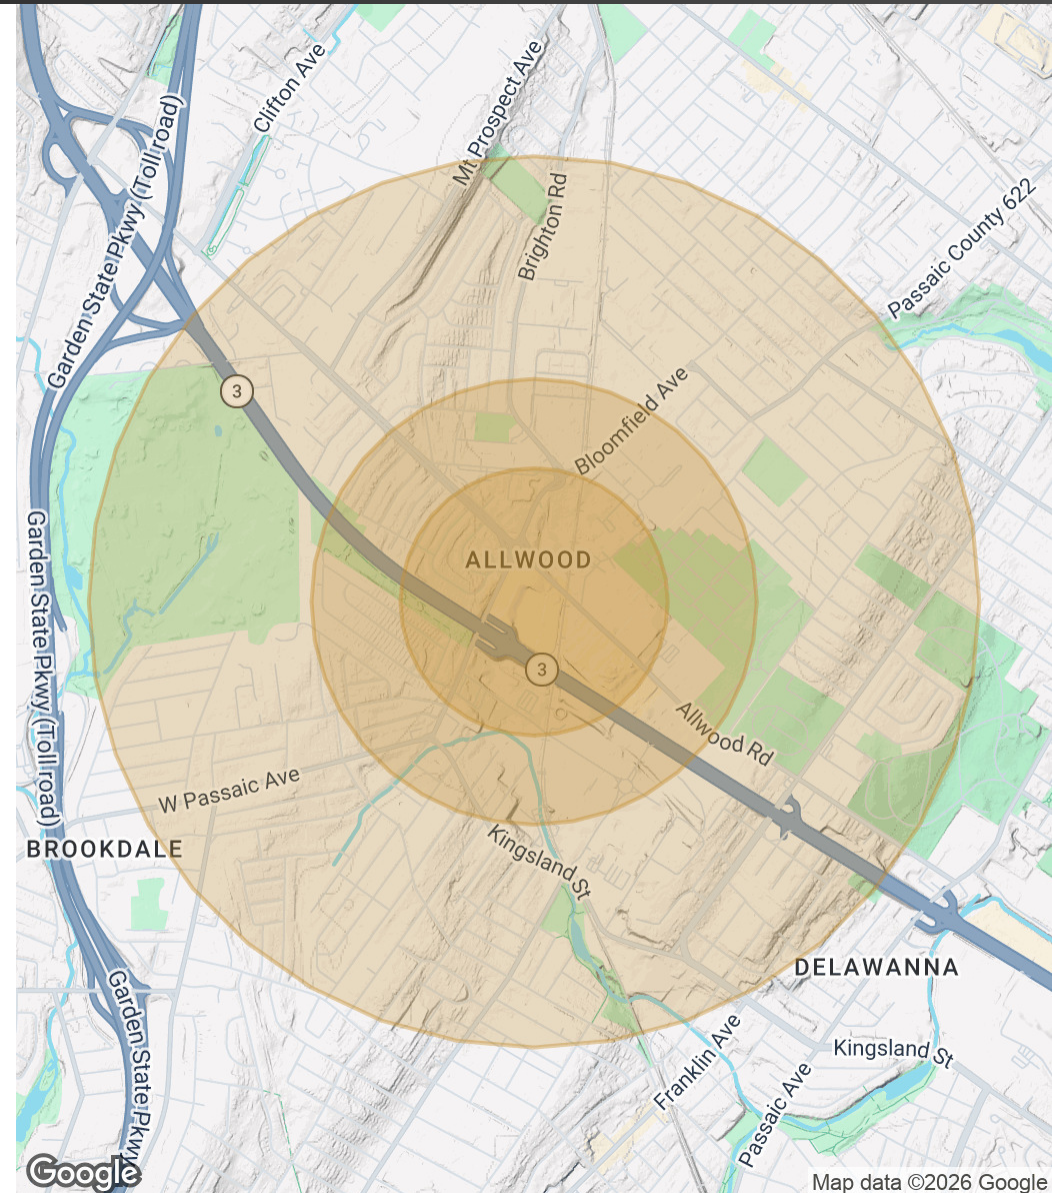 Clifton Ave
Mt Prospect Ave
Garden State Pkwy (Toll road)
Brighton Rd
Passaic County 622
3
Bloomfield Ave
ALLWOOD
Garden State Pkwy (Toll road)
3
Allwood Rd
W Passaic Ave
BROOKDALE
Kingsland St
DELAWANNA
Garden State Pkwy
Franklin Ave
Kingsland St
Passaic Ave
Google
Map data ©2026 Google